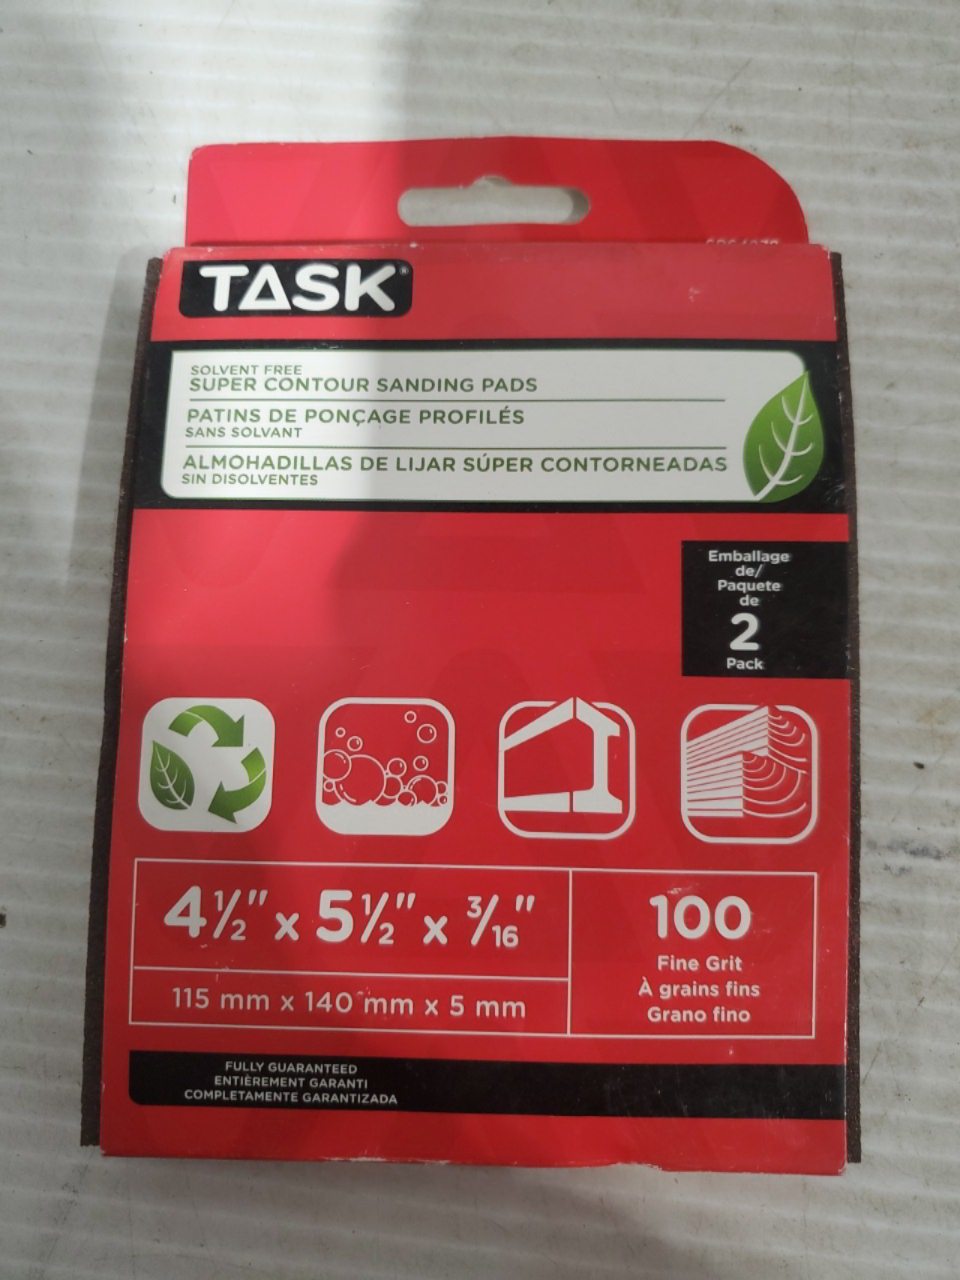 TASK®
SOLVENT FREE
SUPER CONTOUR SANDING PADS
PATINS DE PONÇAGE PROFILÉS
SANS SOLVANT
ALMOHADILLAS DE LIJAR SÚPER CONTORNEADAS
SIN DISOLVENTES
Emballage
de/
Paquete
de
2
Pack
4½" x 5½" x 3/16"
115 mm x 140 mm x 5 mm
100
Fine Grit
À grains fins
Grano fino
FULLY GUARANTEED
ENTIÈREMENT GARANTI
COMPLETAMENTE GARANTIZADA